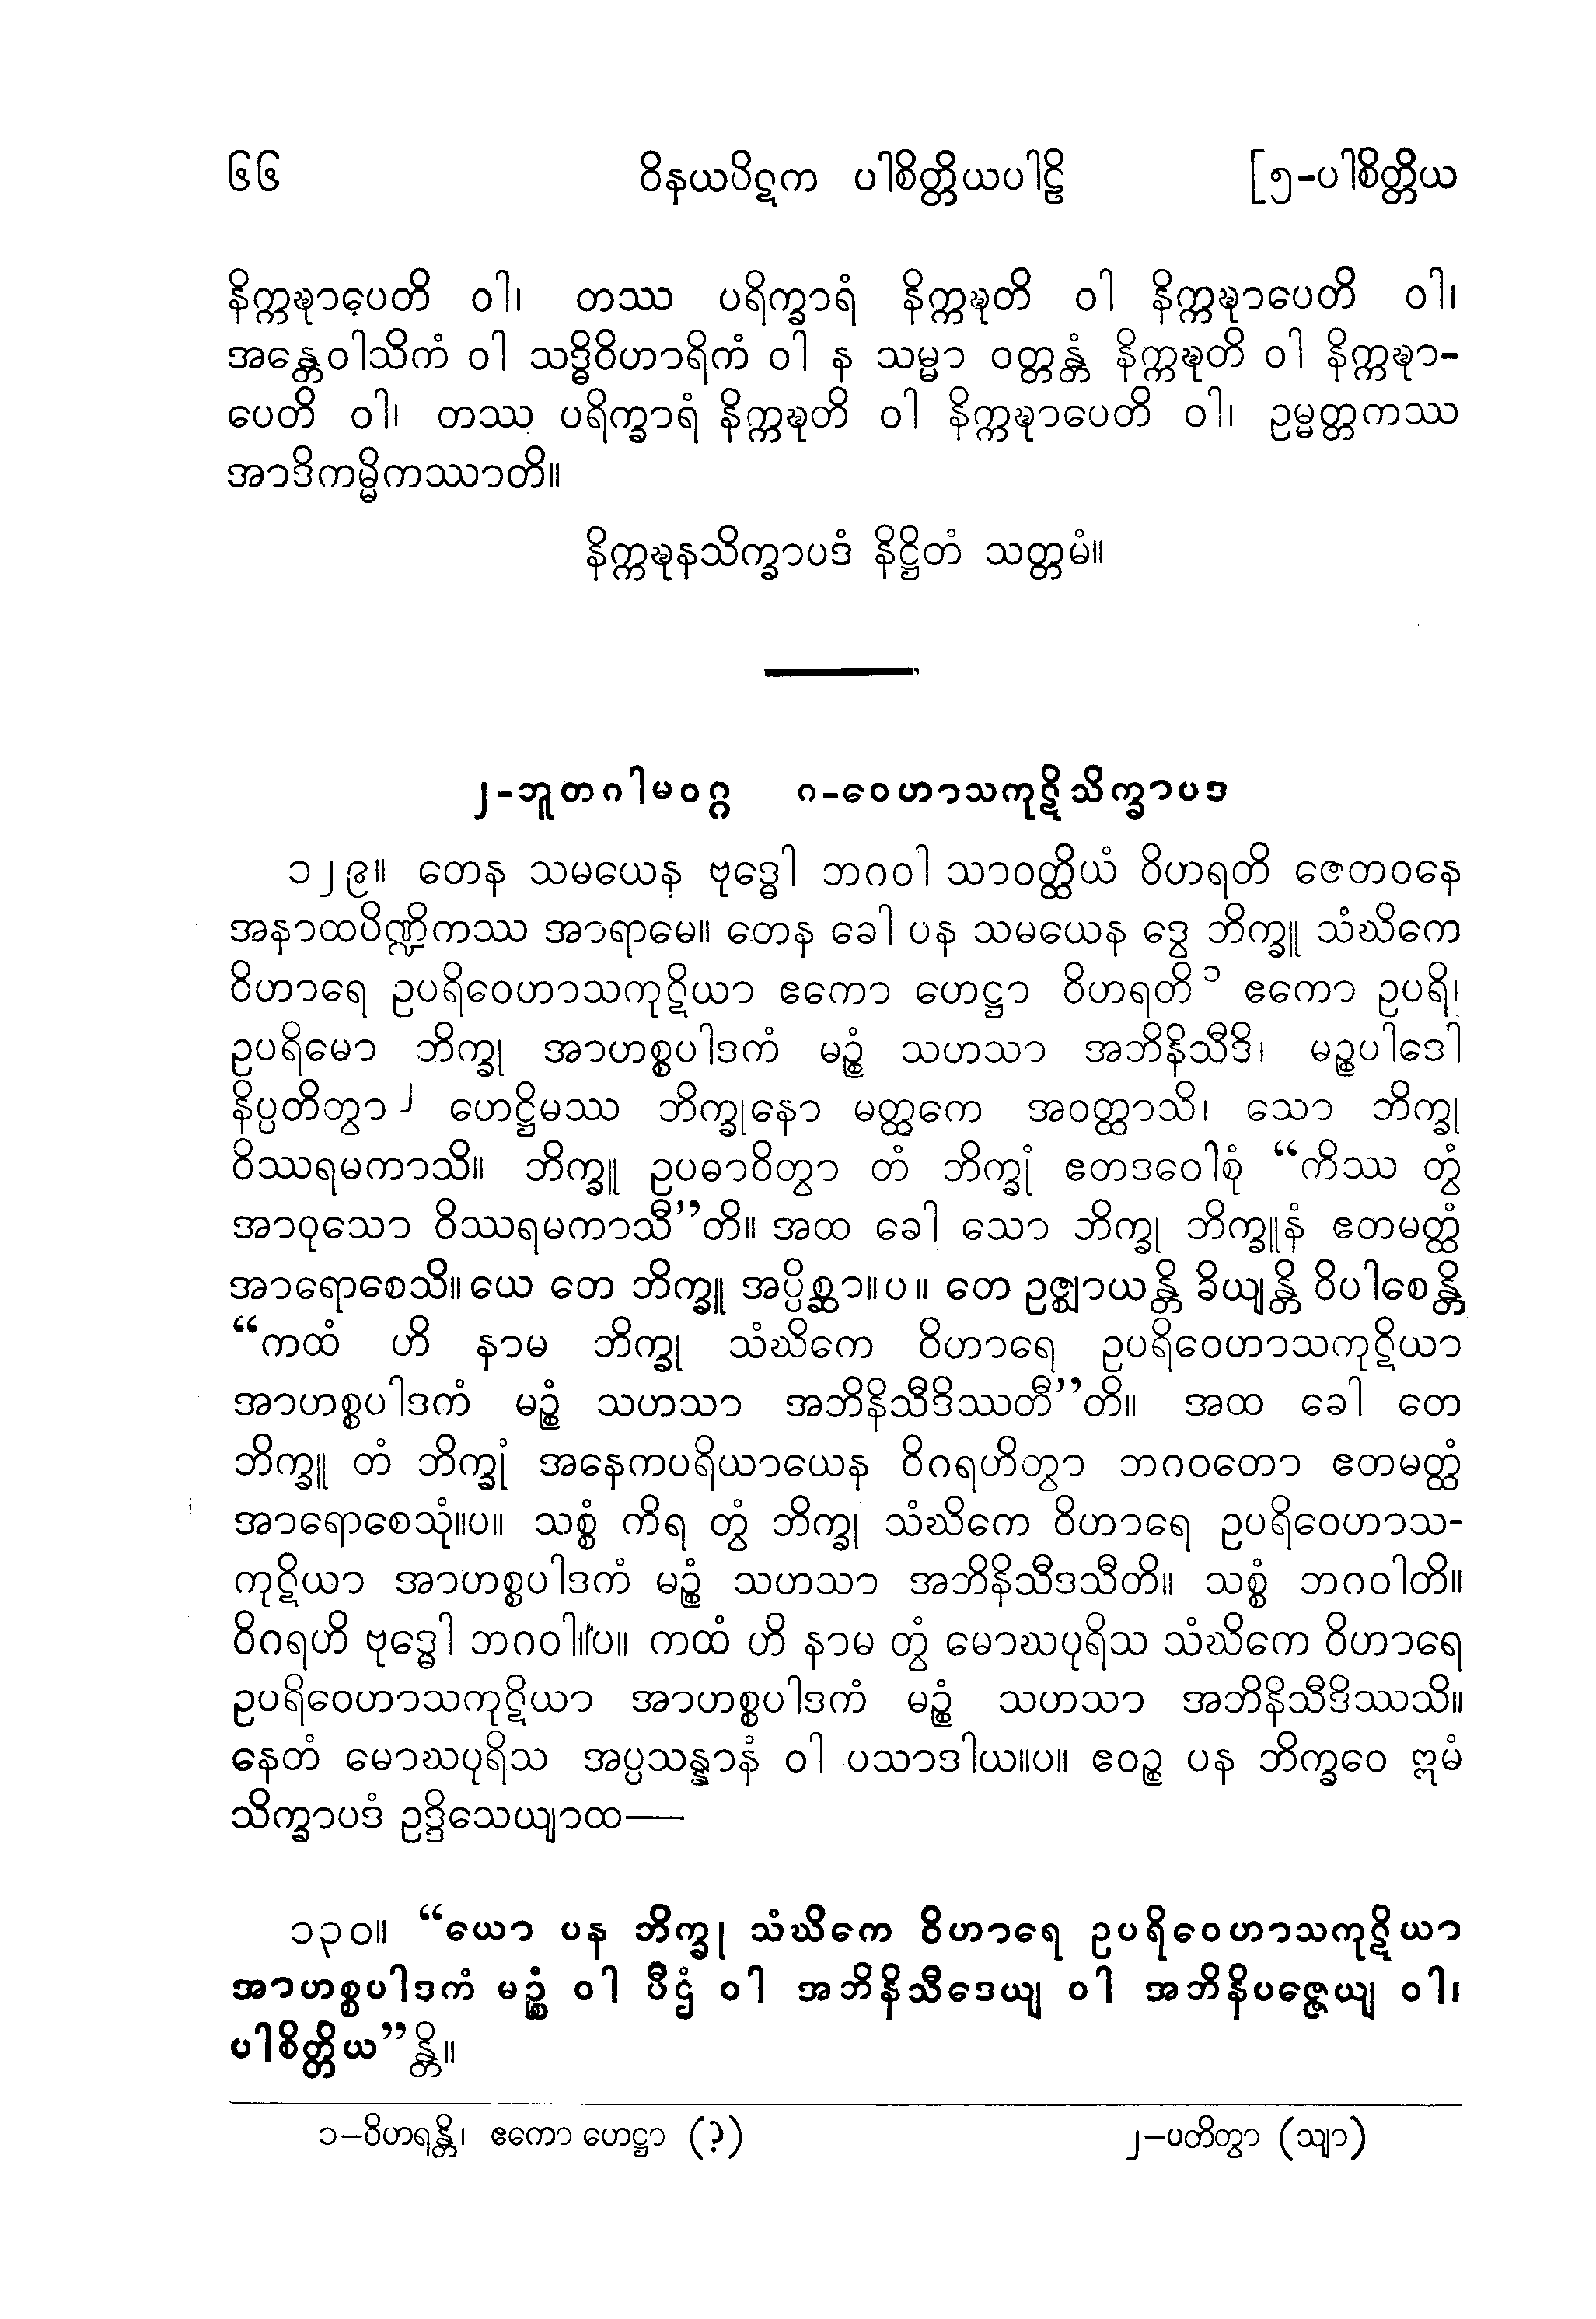 ၆၆ ဝိနယပိဋက ပါစိတ္တိယပါဠိ [၅-ပါစိတ္တိယ
နိက္ကဍ္ဎာပေတိ ဝါ၊ တဿ ပရိက္ခာရံ နိက္ကဍ္ဎတိ ဝါ နိက္ကဍ္ဎာပေတိ ဝါ၊
အန္တေဝါသိကံ ဝါ သဒ္ဓိဝိဟာရိကံ ဝါ န သမ္မာ ဝတ္တန္တံ နိက္ကဍ္ဎတိ ဝါ နိက္ကဍ္ဎာ-
ပေတိ ဝါ၊ တဿ ပရိက္ခာရံ နိက္ကဍ္ဎတိ ဝါ နိက္ကဍ္ဎာပေတိ ဝါ၊ ဥမ္မတ္တကဿ
အာဒိကမ္မိကဿာတိ။
နိက္ကဍ္ဎနသိက္ခာပဒံ နိဋ္ဌိတံ သတ္တမံ။
၂-ဘူတဂါမဝဂ္ဂ ဂ-ဝေဟာသကုဋိသိက္ခာပဒ
၁၂၉။ တေန သမယေန ဗုဒ္ဓေါ ဘဂဝါ သာဝတ္ထိယံ ဝိဟရတိ ဇေတဝနေ
အနာထပိဏ္ဍိကဿ အာရာမေ။ တေန ခေါ ပန သမယေန ဒွေ ဘိက္ခူ သံဃိကေ
ဝိဟာရေ ဥပရိဝေဟာသကုဋိယာ ဧကော ဟေဋ္ဌာ ဝိဟရတိ ၁ ဧကော ဥပရိ၊
ဥပရိမော ဘိက္ခု အာဟစ္စပါဒကံ မဉ္စံ သဟသာ အဘိနိသီဒိ၊ မဉ္စပါဒေါ
နိပ္ပတိတွာ ၂ ဟေဋ္ဌိမဿ ဘိက္ခုနော မတ္ထကေ အဝတ္ထာသိ၊ သော ဘိက္ခု
ဝိဿရမကာသိ။ ဘိက္ခူ ဥပဓာဝိတွာ တံ ဘိက္ခုံ ဧတဒဝေါစုံ “ကိဿ တွံ
အာဝုသော ဝိဿရမကာသီ”တိ။ အထ ခေါ သော ဘိက္ခု ဘိက္ခူနံ ဧတမတ္ထံ
အာရောစေသိ။ ယေ တေ ဘိက္ခူ အပ္ပိစ္ဆာ။ပ။ တေ ဥဇ္ဈာယန္တိ ခိယျန္တိ ဝိပါစေန္တိ
“ကထံ ဟိ နာမ ဘိက္ခု သံဃိကေ ဝိဟာရေ ဥပရိဝေဟာသကုဋိယာ
အာဟစ္စပါဒကံ မဉ္စံ သဟသာ အဘိနိသီဒိဿတီ”တိ။ အထ ခေါ တေ
ဘိက္ခူ တံ ဘိက္ခုံ အနေကပရိယာယေန ဝိဂရဟိတွာ ဘဂဝတော ဧတမတ္ထံ
အာရောစေသုံ။ပ။ သစ္စံ ကိရ တွံ ဘိက္ခု သံဃိကေ ဝိဟာရေ ဥပရိဝေဟာသ-
ကုဋိယာ အာဟစ္စပါဒကံ မဉ္စံ သဟသာ အဘိနိသီဒသီတိ။ သစ္စံ ဘဂဝါတိ။
ဝိဂရဟိ ဗုဒ္ဓေါ ဘဂဝါ။ပ။ ကထံ ဟိ နာမ တွံ မောဃပုရိသ သံဃိကေ ဝိဟာရေ
ဥပရိဝေဟာသကုဋိယာ အာဟစ္စပါဒကံ မဉ္စံ သဟသာ အဘိနိသီဒိဿသိ။
နေတံ မောဃပုရိသ အပ္ပသန္နာနံ ဝါ ပသာဒါယ။ပ။ ဧဝဉ္စ ပန ဘိက္ခဝေ ဣမံ
သိက္ခာပဒံ ဥဒ္ဒိသေယျာထ—
၁၃၀။ “ယော ပန ဘိက္ခု သံဃိကေ ဝိဟာရေ ဥပရိဝေဟာသကုဋိယာ
အာဟစ္စပါဒကံ မဉ္စံ ဝါ ပီဌံ ဝါ အဘိနိသီဒေယျ ဝါ အဘိနိပဇ္ဇေယျ ဝါ၊
ပါစိတ္တိယ”န္တိ။
၁–ဝိဟရန္တိ၊ ဧကော ဟေဋ္ဌာ (?) ၂–ပတိတွာ (သျာ)